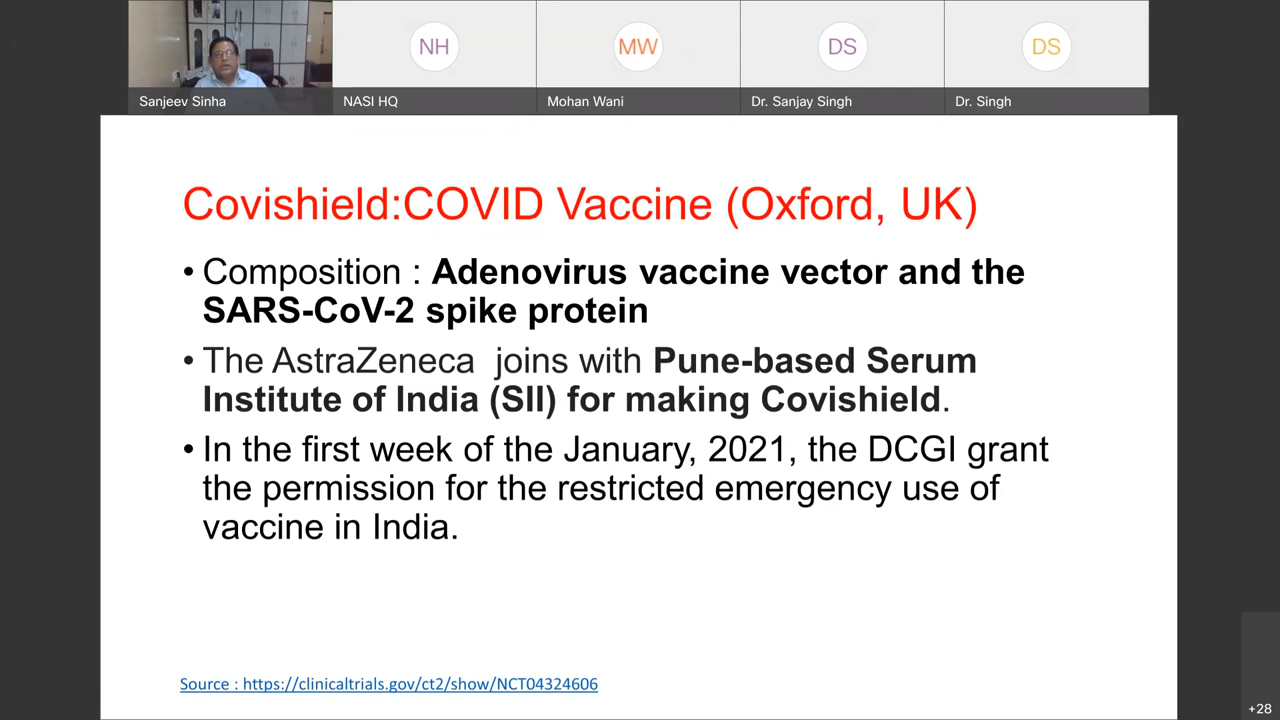 NH
MW
DS
DS
Sanjeev Sinha
NASI HQ
Mohan Wani
Dr. Sanjay Singh
Dr. Singh
Covishield:COVID Vaccine (Oxford, UK)
• Composition : Adenovirus vaccine vector and the
SARS-CoV-2 spike protein
• The AstraZeneca joins with Pune-based Serum
Institute of India (SII) for making Covishield.
• In the first week of the January, 2021, the DCGI grant
the permission for the restricted emergency use of
vaccine in India.
Source : https://clinicaltrials.gov/ct2/show/NCT04324606
+28